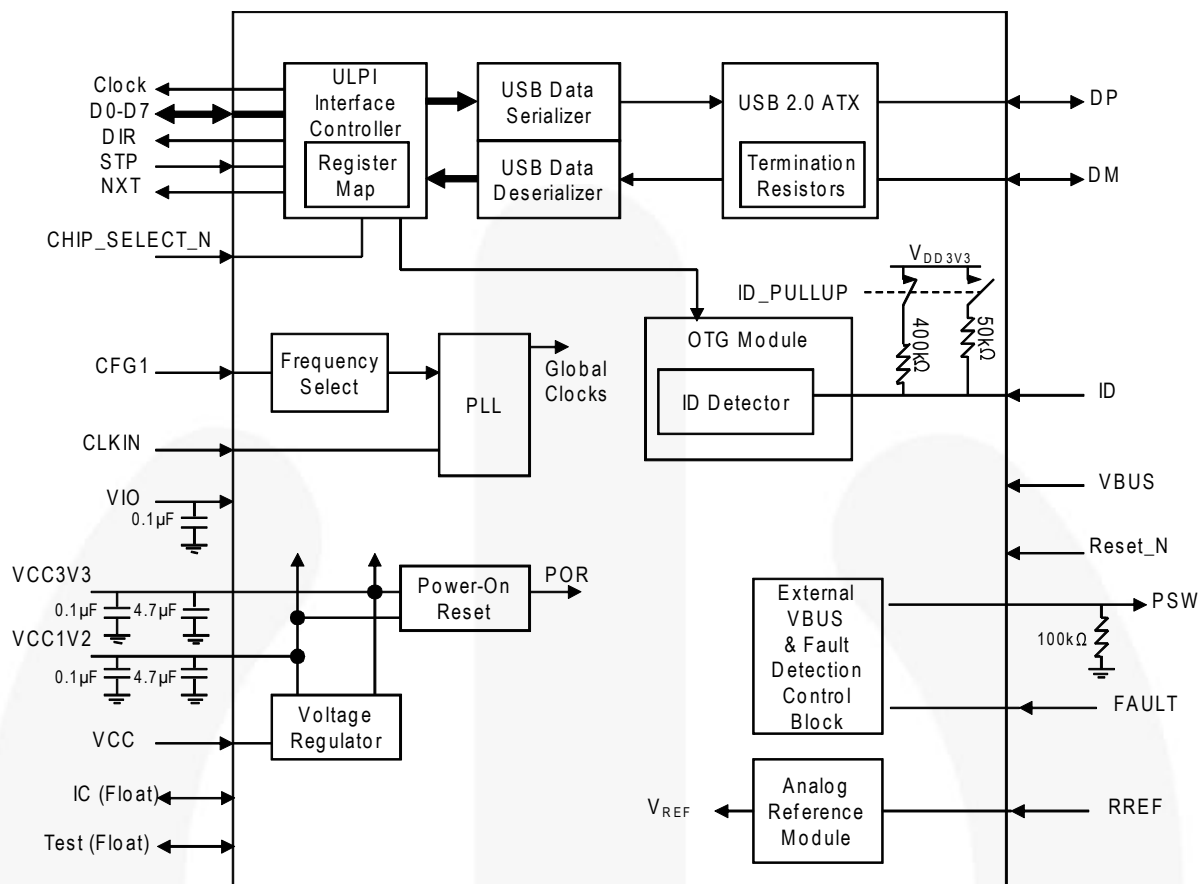 Clock
D0-D7
DIR
STP
NXT
CHIP_SELECT_N
ULPI
Interface
Controller
Register
Map
USB Data
Serializer
USB Data
Deserializer
USB 2.0 ATX
Termination
Resistors
DP
DM
VDD3V3
ID_PULLUP
400kΩ
50kΩ
OTG Module
ID Detector
ID
CFG1
Frequency
Select
PLL
Global
Clocks
CLKIN
VIO
0.1µF
VBUS
Reset_N
VCC3V3
0.1µF
4.7µF
VCC1V2
0.1µF
4.7µF
Power-On
Reset
POR
Voltage
Regulator
VCC
IC (Float)
Test (Float)
External
VBUS
& Fault
Detection
Control
Block
PSW
100kΩ
FAULT
VREF
Analog
Reference
Module
RREF